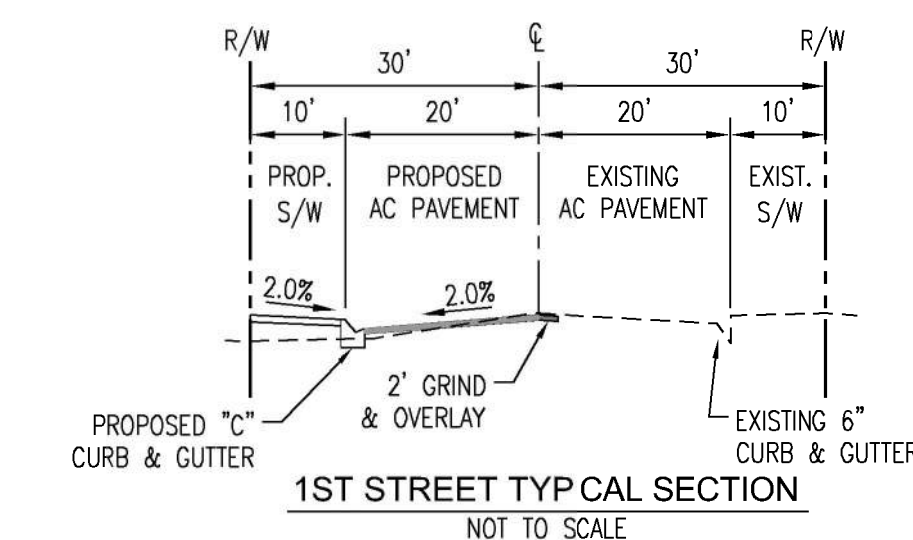 R/W
℄
R/W
30'
30'
10'
20'
20'
10'
PROP.
S/W
PROPOSED
AC PAVEMENT
EXISTING
AC PAVEMENT
EXIST.
S/W
2.0%
2.0%
2' GRIND
& OVERLAY
PROPOSED "C"
CURB & GUTTER
EXISTING 6"
CURB & GUTTER
1ST STREET TYP CAL SECTION
NOT TO SCALE